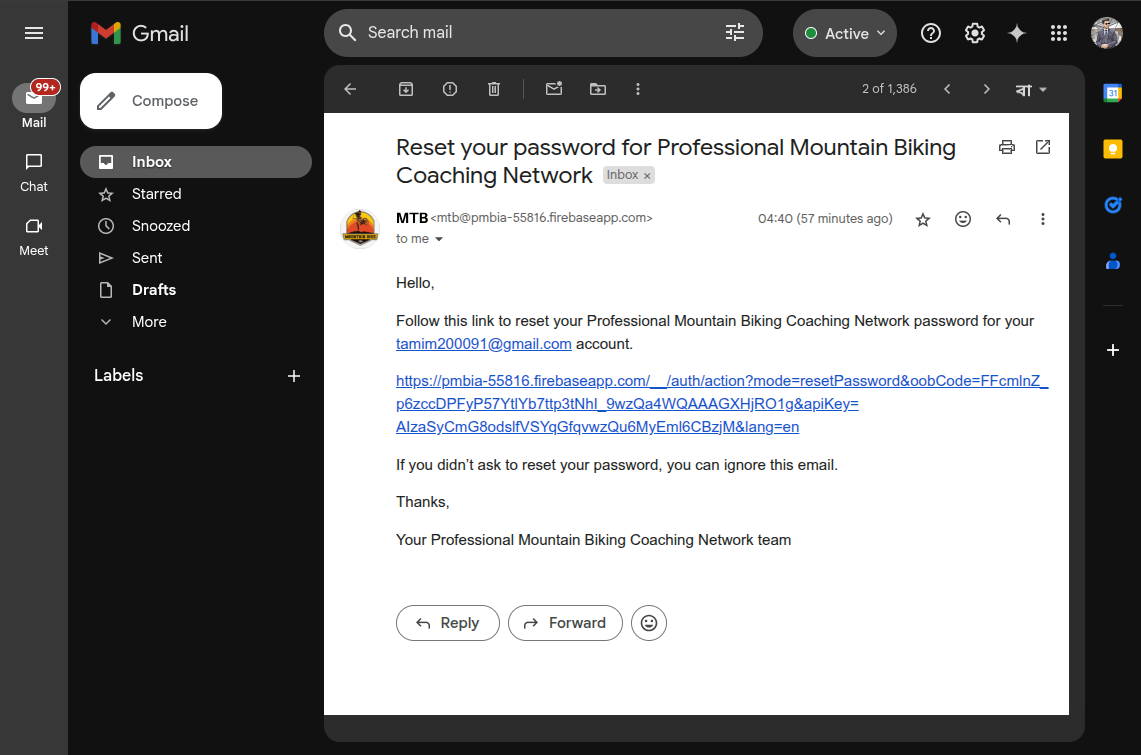 Gmail
Search mail
Active
99+
Mail
Chat
Meet
Compose
Inbox
Starred
Snoozed
Sent
Drafts
More
Labels
2 of 1,386
বা
31
Reset your password for Professional Mountain Biking
Coaching Network Inbox ×
MTB <mtb@pmbia-55816.firebaseapp.com>
04:40 (57 minutes ago)
to me
Hello,
Follow this link to reset your Professional Mountain Biking Coaching Network password for your
tamim200091@gmail.com account.
https://pmbia-55816.firebaseapp.com/__/auth/action?mode=resetPassword&oobCode=FFcmlnZ_
p6zccDPFyP57YtlYb7ttp3tNhI_9wzQa4WQAAAGXHjRO1g&apiKey=
AIzaSyCmG8odslfVSYqGfqvwzQu6MyEml6CBzjM&lang=en
If you didn’t ask to reset your password, you can ignore this email.
Thanks,
Your Professional Mountain Biking Coaching Network team
Reply
Forward